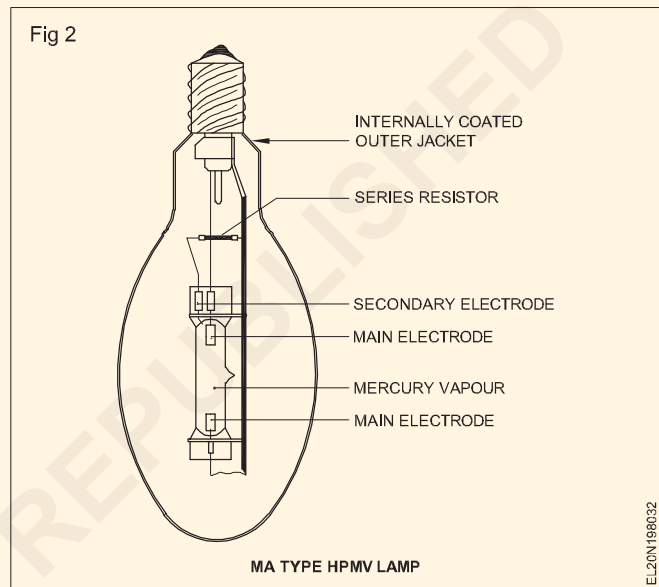 Fig 2
INTERNALLY COATED
OUTER JACKET
SERIES RESISTOR
SECONDARY ELECTRODE
MAIN ELECTRODE
MERCURY VAPOUR
MAIN ELECTRODE
MA TYPE HPMV LAMP
EL20N198032
REPUBLISHED